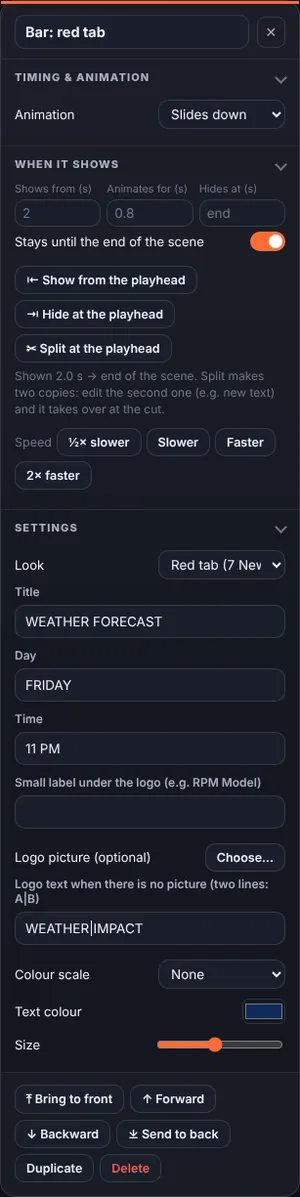 Bar: red tab ✕
TIMING & ANIMATION
Animation Slides down
WHEN IT SHOWS
Shows from (s) Animates for (s) Hides at (s)
2 0.8 end
Stays until the end of the scene
⇤ Show from the playhead
⇥ Hide at the playhead
✂ Split at the playhead
Shown 2.0 s → end of the scene. Split makes
two copies: edit the second one (e.g. new text)
and it takes over at the cut.
Speed ½× slower Slower Faster
2× faster
SETTINGS
Look Red tab (7 New
Title
WEATHER FORECAST
Day
FRIDAY
Time
11 PM
Small label under the logo (e.g. RPM Model)
Logo picture (optional) Choose...
Logo text when there is no picture (two lines:
A|B)
WEATHER|IMPACT
Colour scale None
Text colour
Size
⤒ Bring to front ↑ Forward
↓ Backward ⤓ Send to back
Duplicate Delete